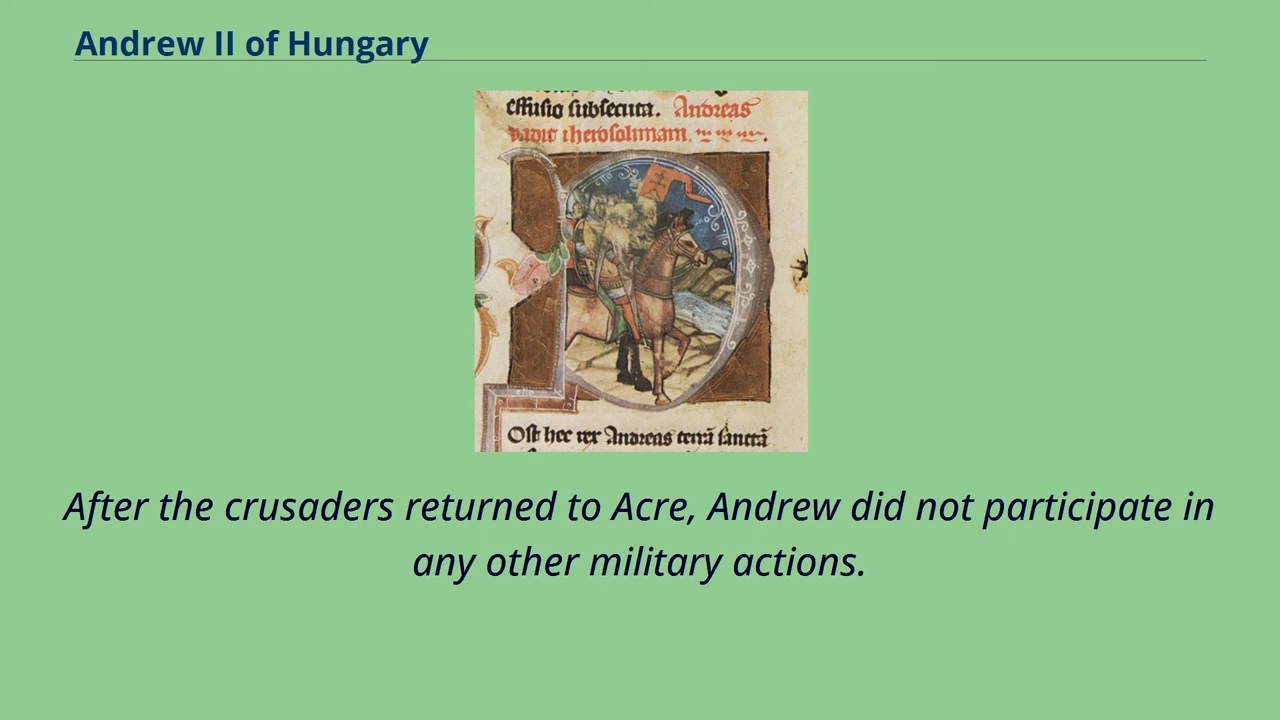 Andrew II of Hungary
effusio subsecuta. Andreas
vadit iherosolimam.
Ost hec rex Andreas terrā sanctā
After the crusaders returned to Acre, Andrew did not participate in
any other military actions.